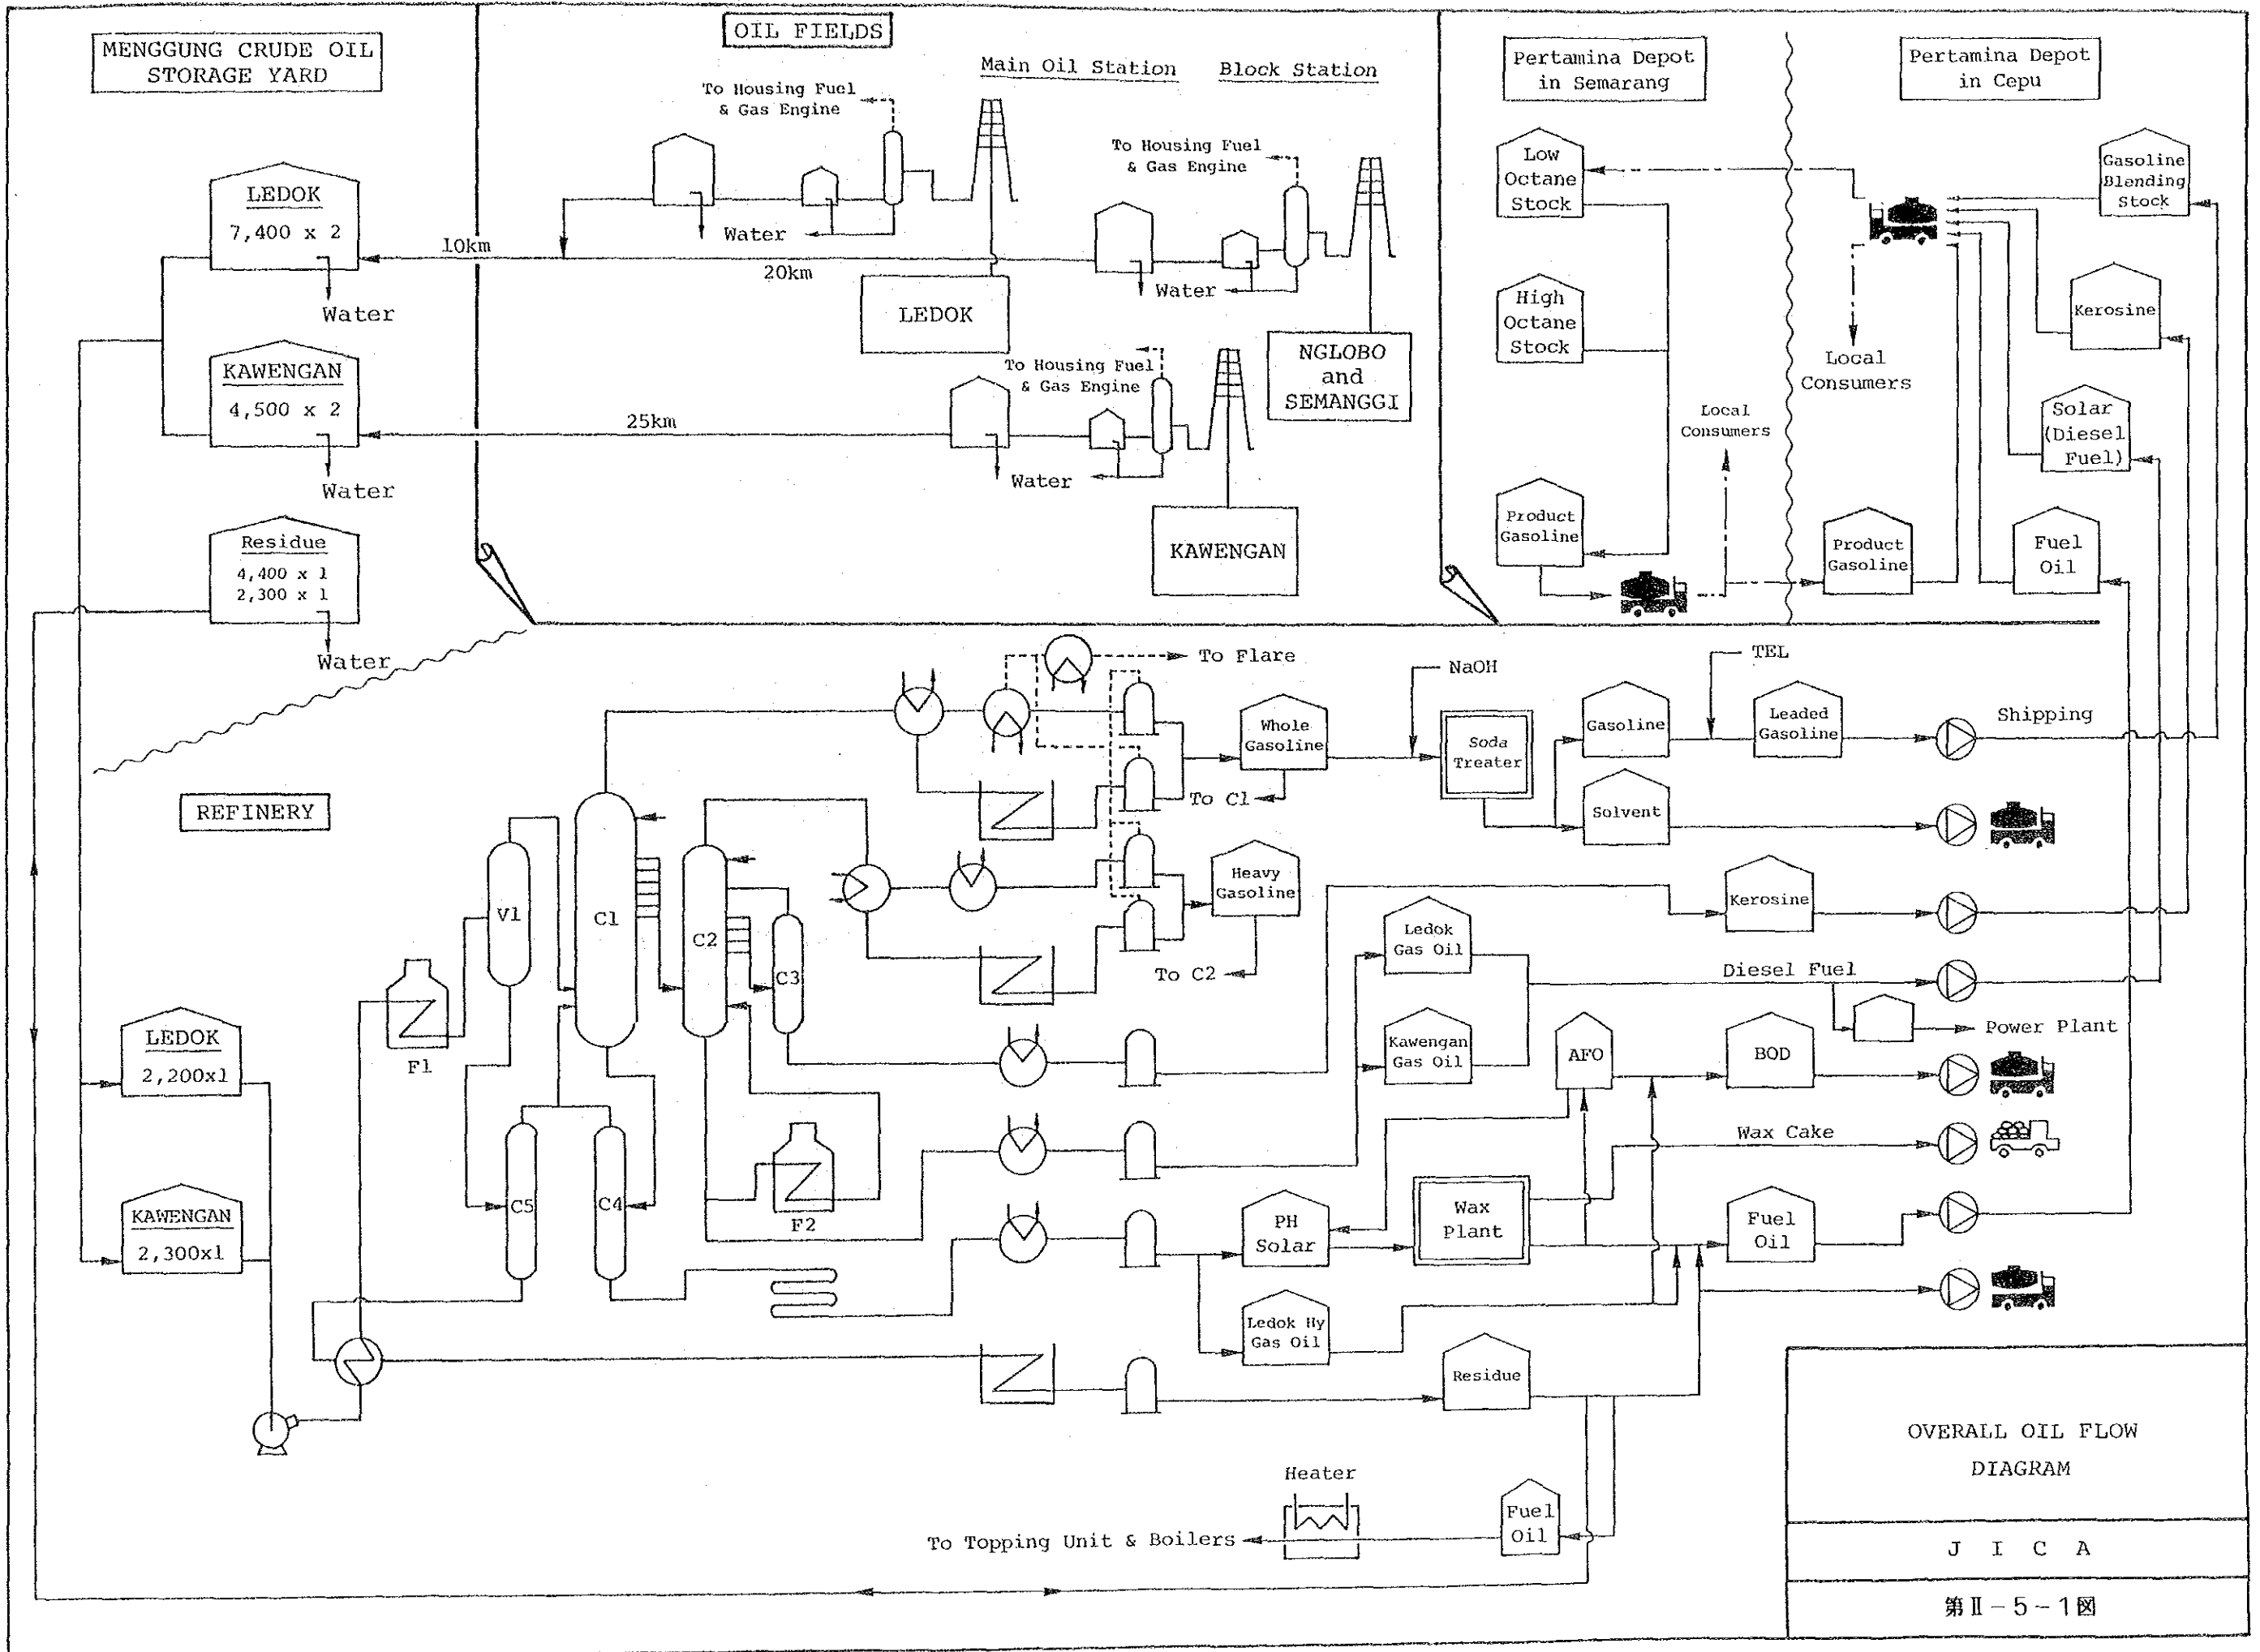 MENGGUNG CRUDE OIL
STORAGE YARD
LEDOK
7,400 x 2
Water
KAWENGAN
4,500 x 2
Water
Residue
4,400 x 1
2,300 x 1
Water
OIL FIELDS
Main Oil Station
Block Station
To Housing Fuel
& Gas Engine
Water
10km
20km
LEDOK
To Housing Fuel
& Gas Engine
Water
NGLOBO
and
SEMANGGI
To Housing Fuel
& Gas Engine
25km
Water
KAWENGAN
Pertamina Depot
in Semarang
Low
Octane
Stock
High
Octane
Stock
Product
Gasoline
Local
Consumers
Pertamina Depot
in Cepu
Gasoline
Blending
Stock
Kerosine
Local
Consumers
Solar
(Diesel
Fuel)
Product
Gasoline
Fuel
Oil
REFINERY
LEDOK
2,200x1
KAWENGAN
2,300x1
F1
V1
C1
C2
C3
C5
C4
F2
To Flare
Whole
Gasoline
To C1
Heavy
Gasoline
To C2
NaOH
Soda
Treater
Gasoline
TEL
Leaded
Gasoline
Shipping
Solvent
Kerosine
Ledok
Gas Oil
Kawengan
Gas Oil
Diesel Fuel
Power Plant
AFO
BOD
Wax Cake
PH
Solar
Wax
Plant
Fuel
Oil
Ledok Hy
Gas Oil
Residue
Heater
Fuel
Oil
To Topping Unit & Boilers
OVERALL OIL FLOW
DIAGRAM
J I C A
第Ⅱ-5-1図